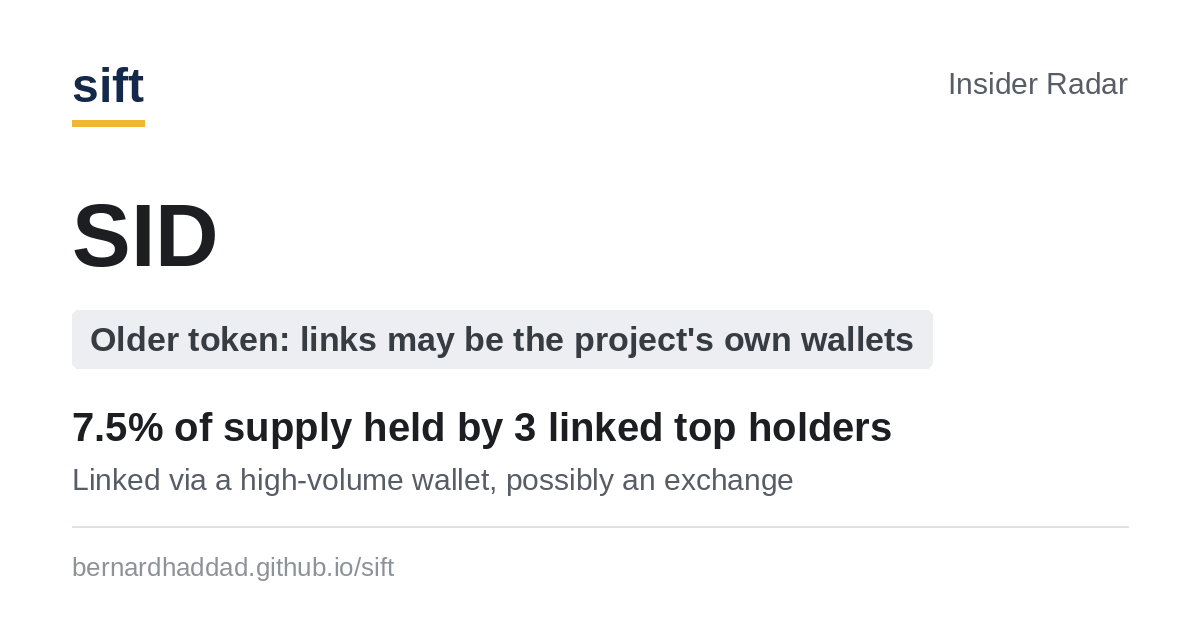 sift
Insider Radar
SID
Older token: links may be the project's own wallets
7.5% of supply held by 3 linked top holders
Linked via a high-volume wallet, possibly an exchange
bernardhaddad.github.io/sift